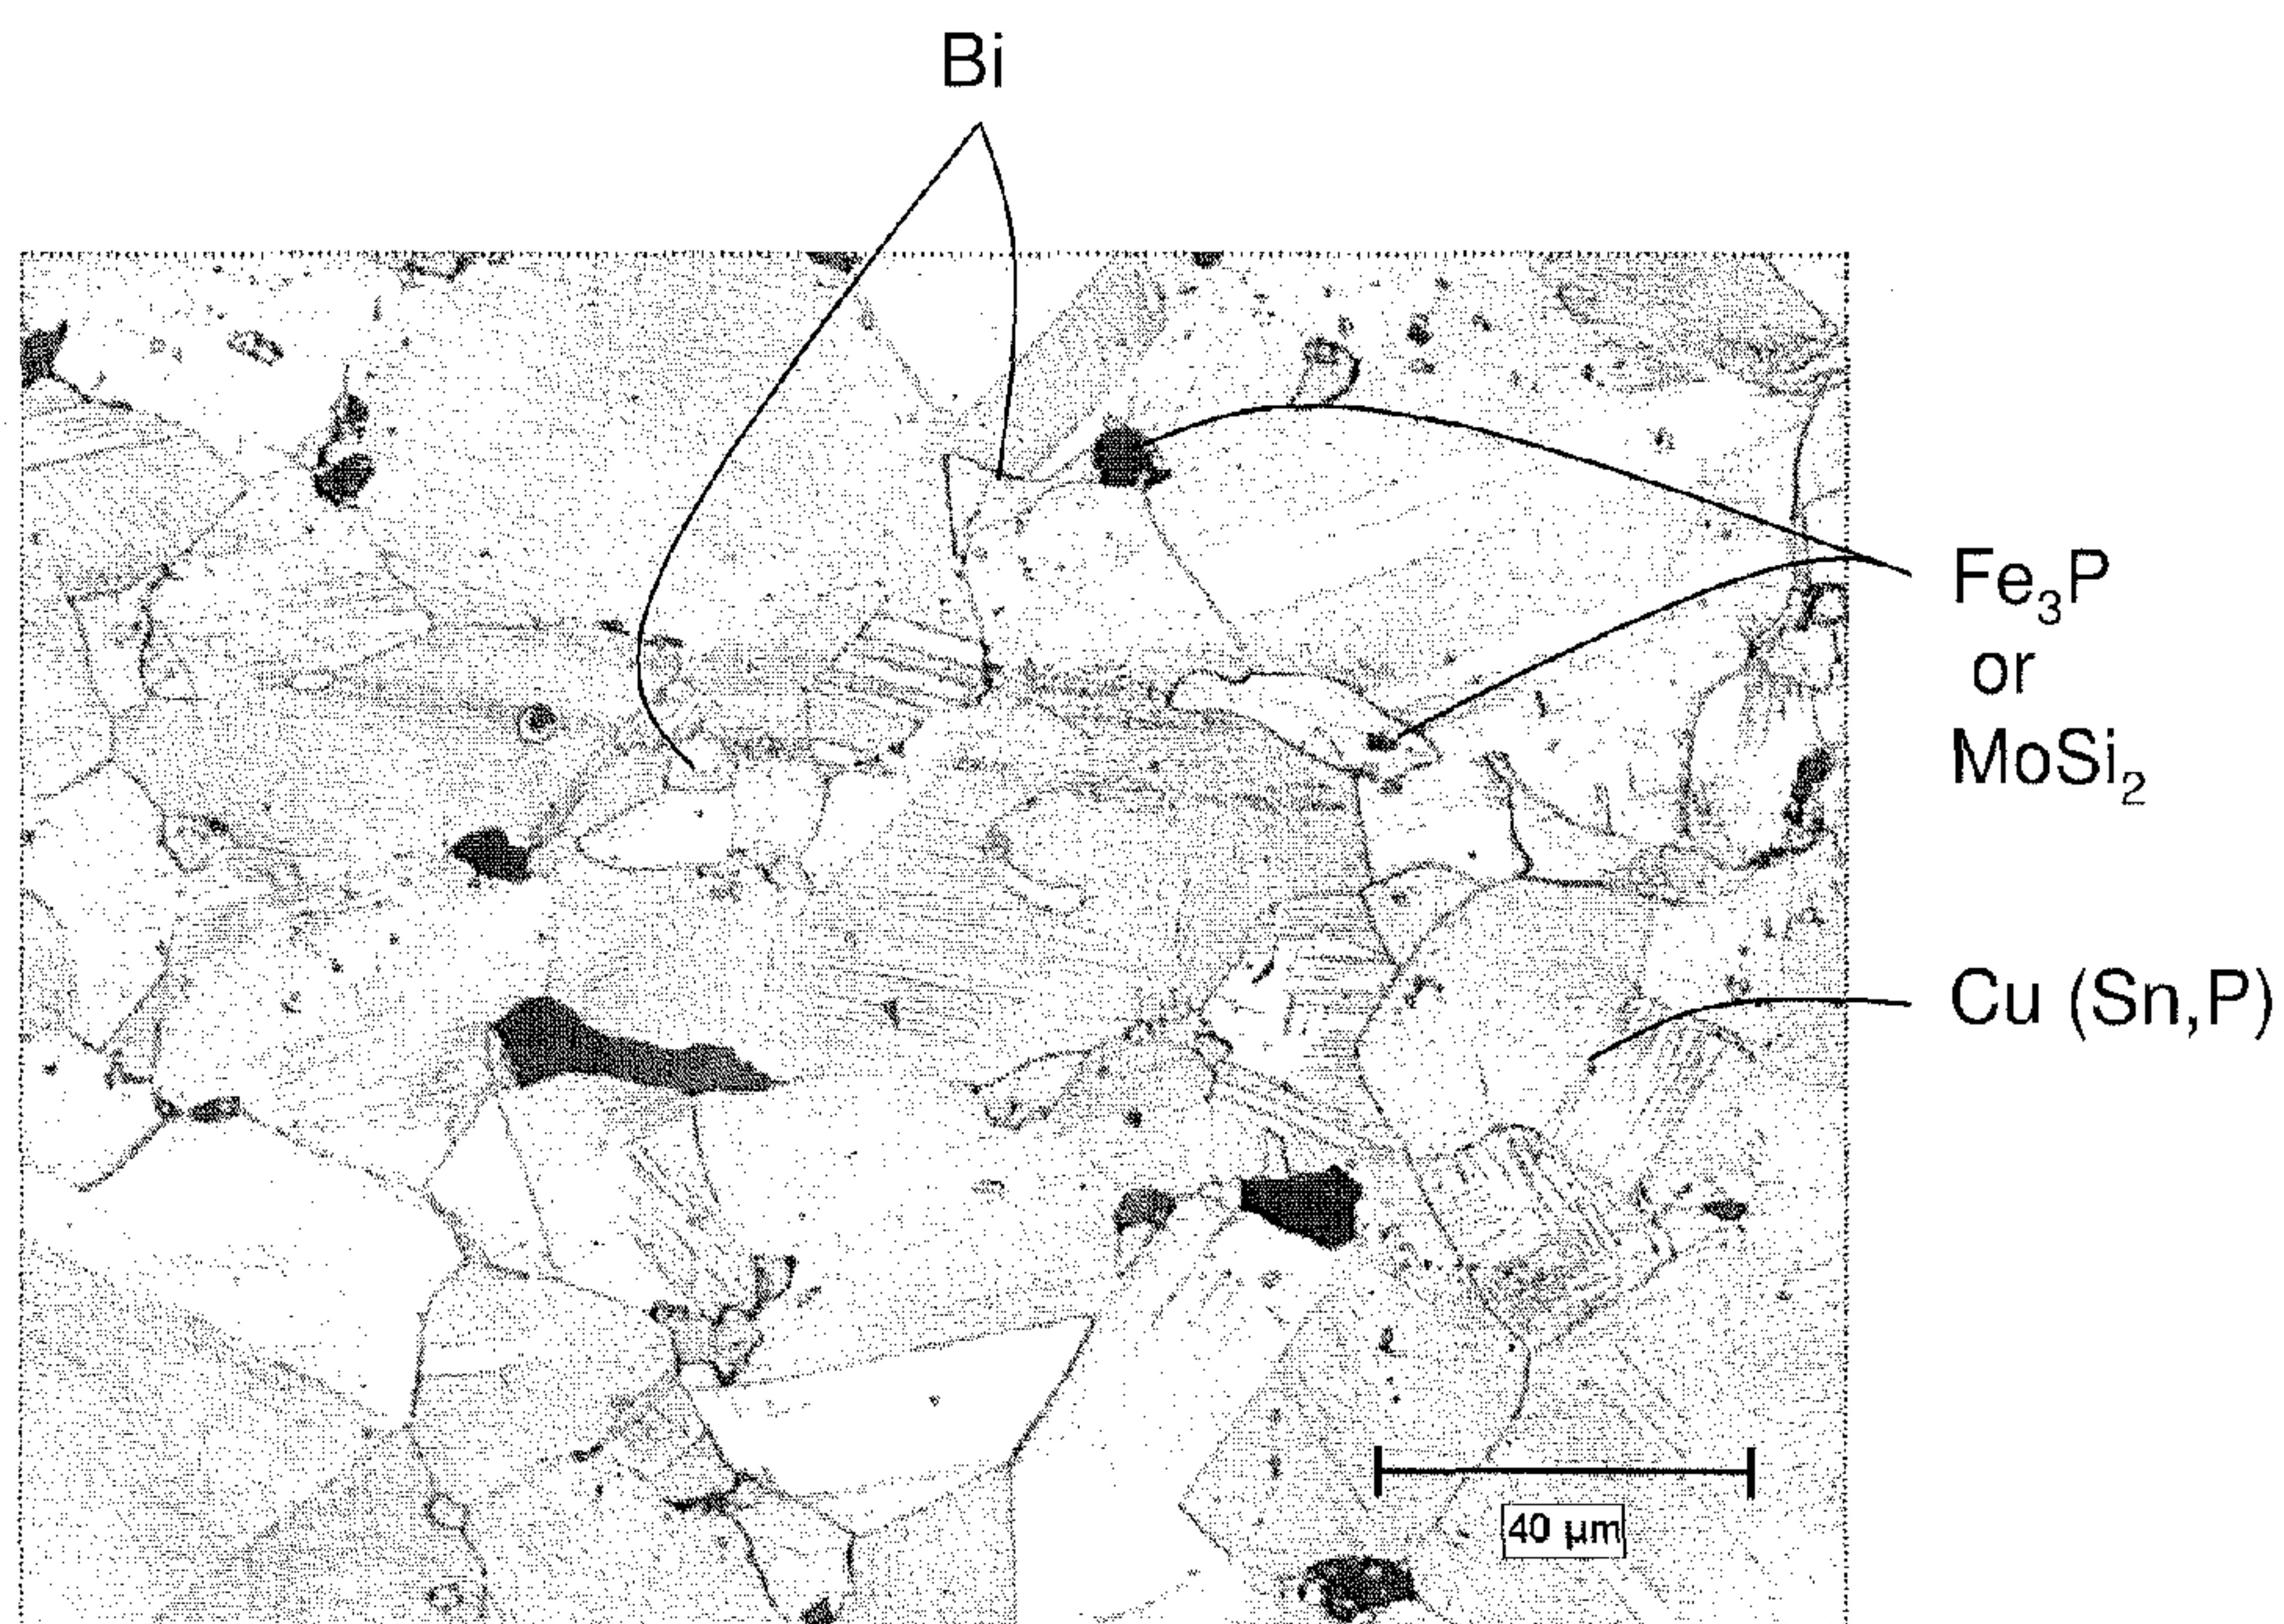 Bi
Fe₃P
or
MoSi₂
Cu (Sn,P)
40 µm